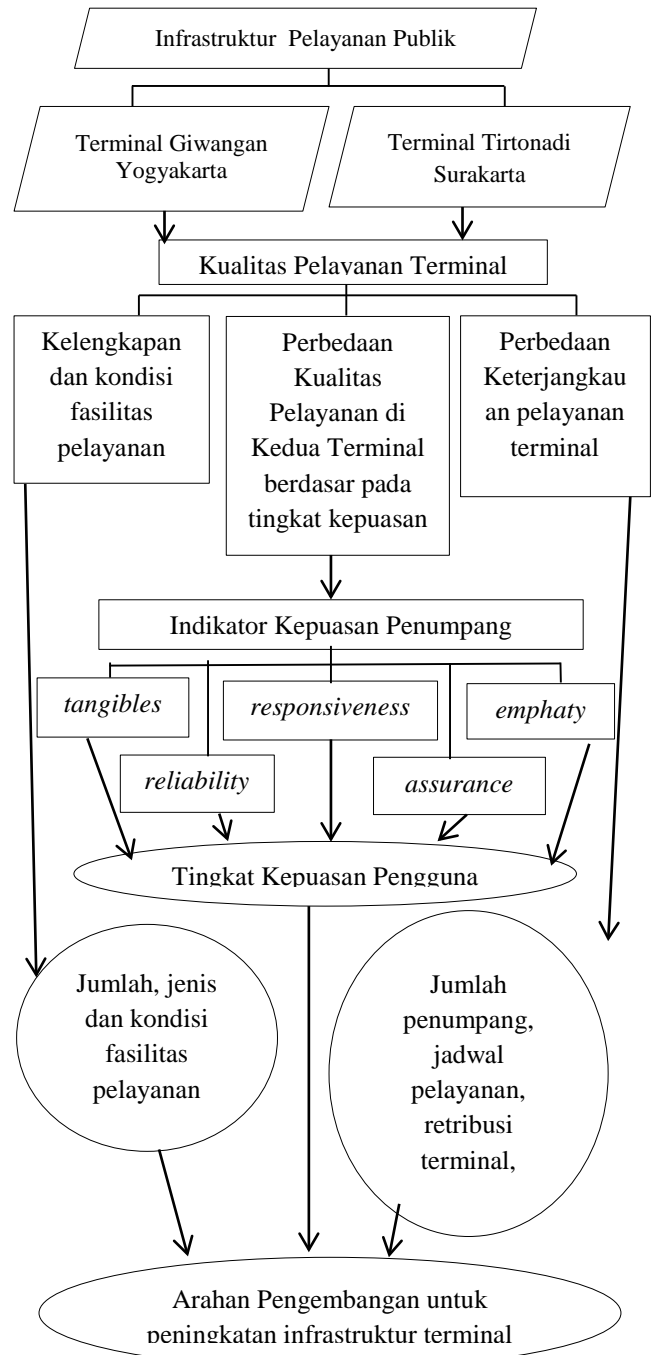 Infrastruktur Pelayanan Publik
Terminal Giwangan
Yogyakarta
Terminal Tirtonadi
Surakarta
Kualitas Pelayanan Terminal
Kelengkapan
dan kondisi
fasilitas
pelayanan
Perbedaan
Kualitas
Pelayanan di
Kedua Terminal
berdasar pada
tingkat kepuasan
Perbedaan
Keterjangkau
an pelayanan
terminal
Indikator Kepuasan Penumpang
tangibles
responsiveness
emphaty
reliability
assurance
Tingkat Kepuasan Pengguna
Jumlah, jenis
dan kondisi
fasilitas
pelayanan
Jumlah
penumpang,
jadwal
pelayanan,
retribusi
terminal,
Arahan Pengembangan untuk
peningkatan infrastruktur terminal